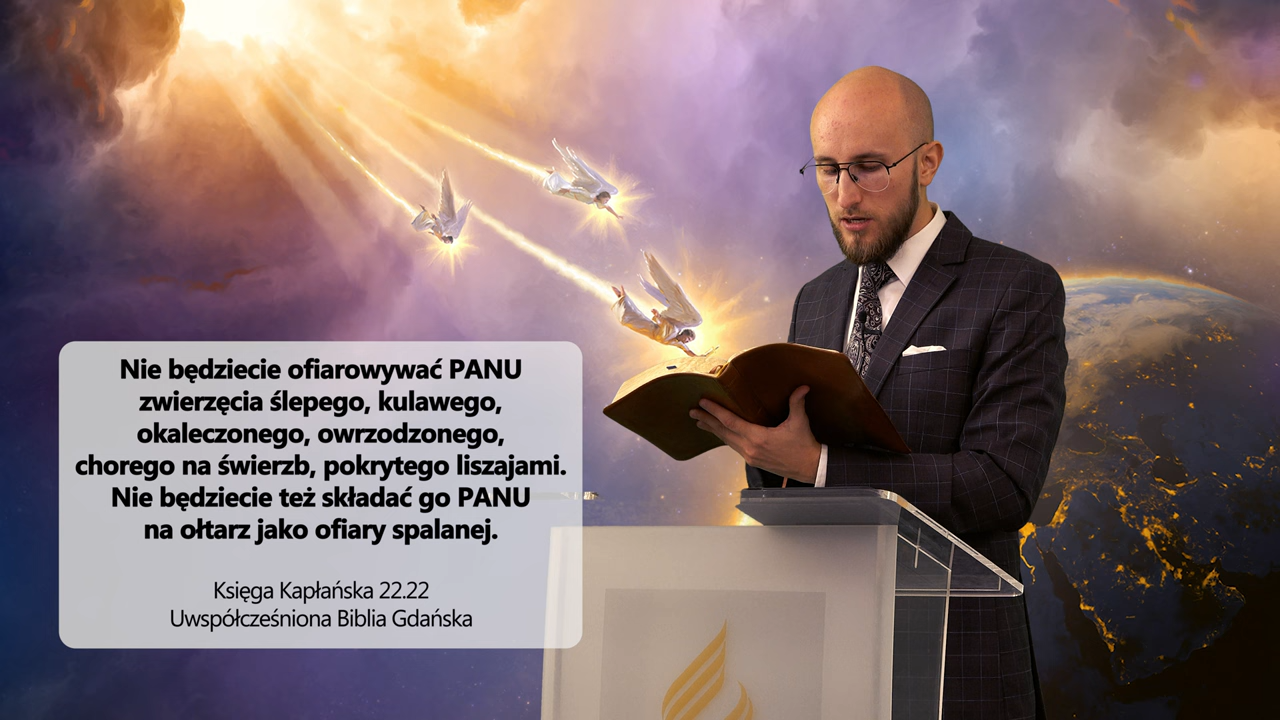 Nie będziecie ofiarowywać PANU
zwierzęcia ślepego, kulawego,
okaleczonego, owrzodzonego,
chorego na świerzb, pokrytego liszajami.
Nie będziecie też składać go PANU
na ołtarz jako ofiary spalanej.
Księga Kapłańska 22.22
Uwspółcześniona Biblia Gdańska